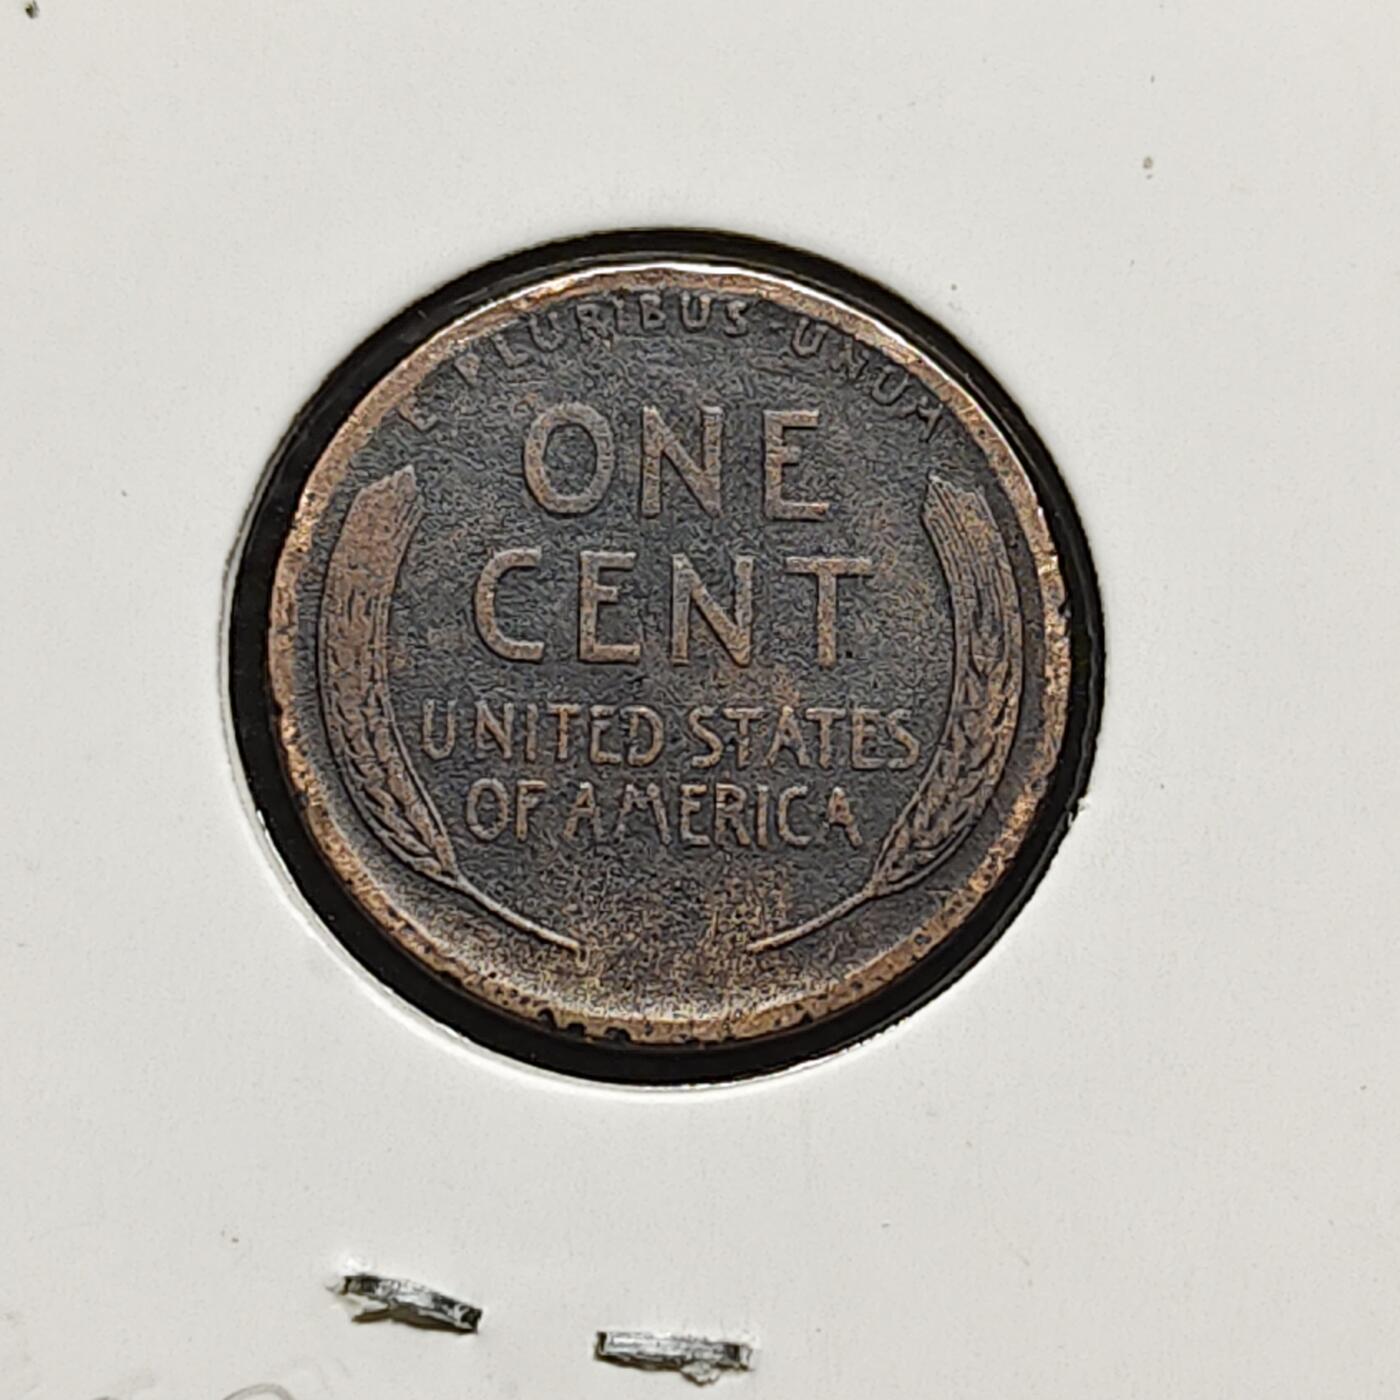 E PLURIBUS · UNUM
ONE
CENT
UNITED STATES
OF AMERICA